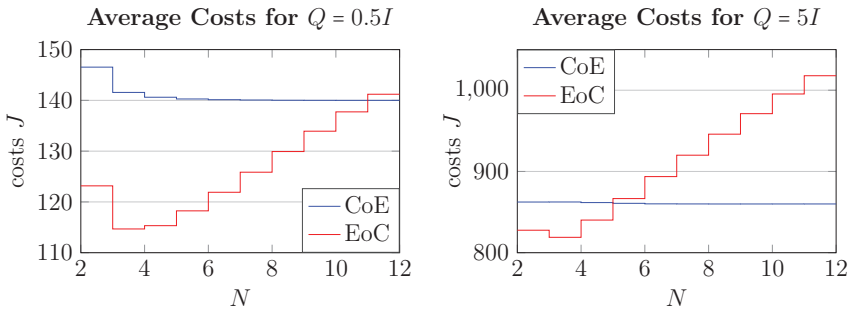 Average Costs for Q = 0.5I
costs J
150
140
130
120
110
CoE
EoC
2 4 6 8 10 12
N
Average Costs for Q = 5I
costs J
1,000
900
800
CoE
EoC
2 4 6 8 10 12
N